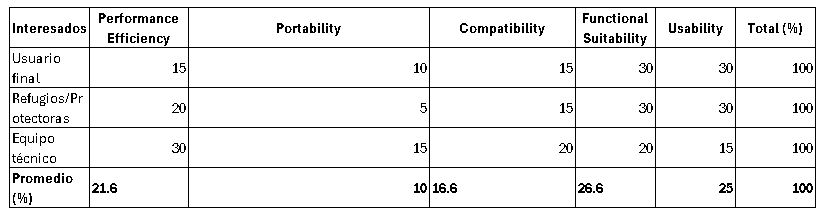 Interesados Performance Efficiency Portability Compatibility Functional Suitability Usability Total (%)
Usuario final 15 10 15 30 30 100
Refugios/Pr otectoras 20 5 15 30 30 100
Equipo técnico 30 15 20 20 15 100
Promedio (%) 21.6 10 16.6 26.6 25 100